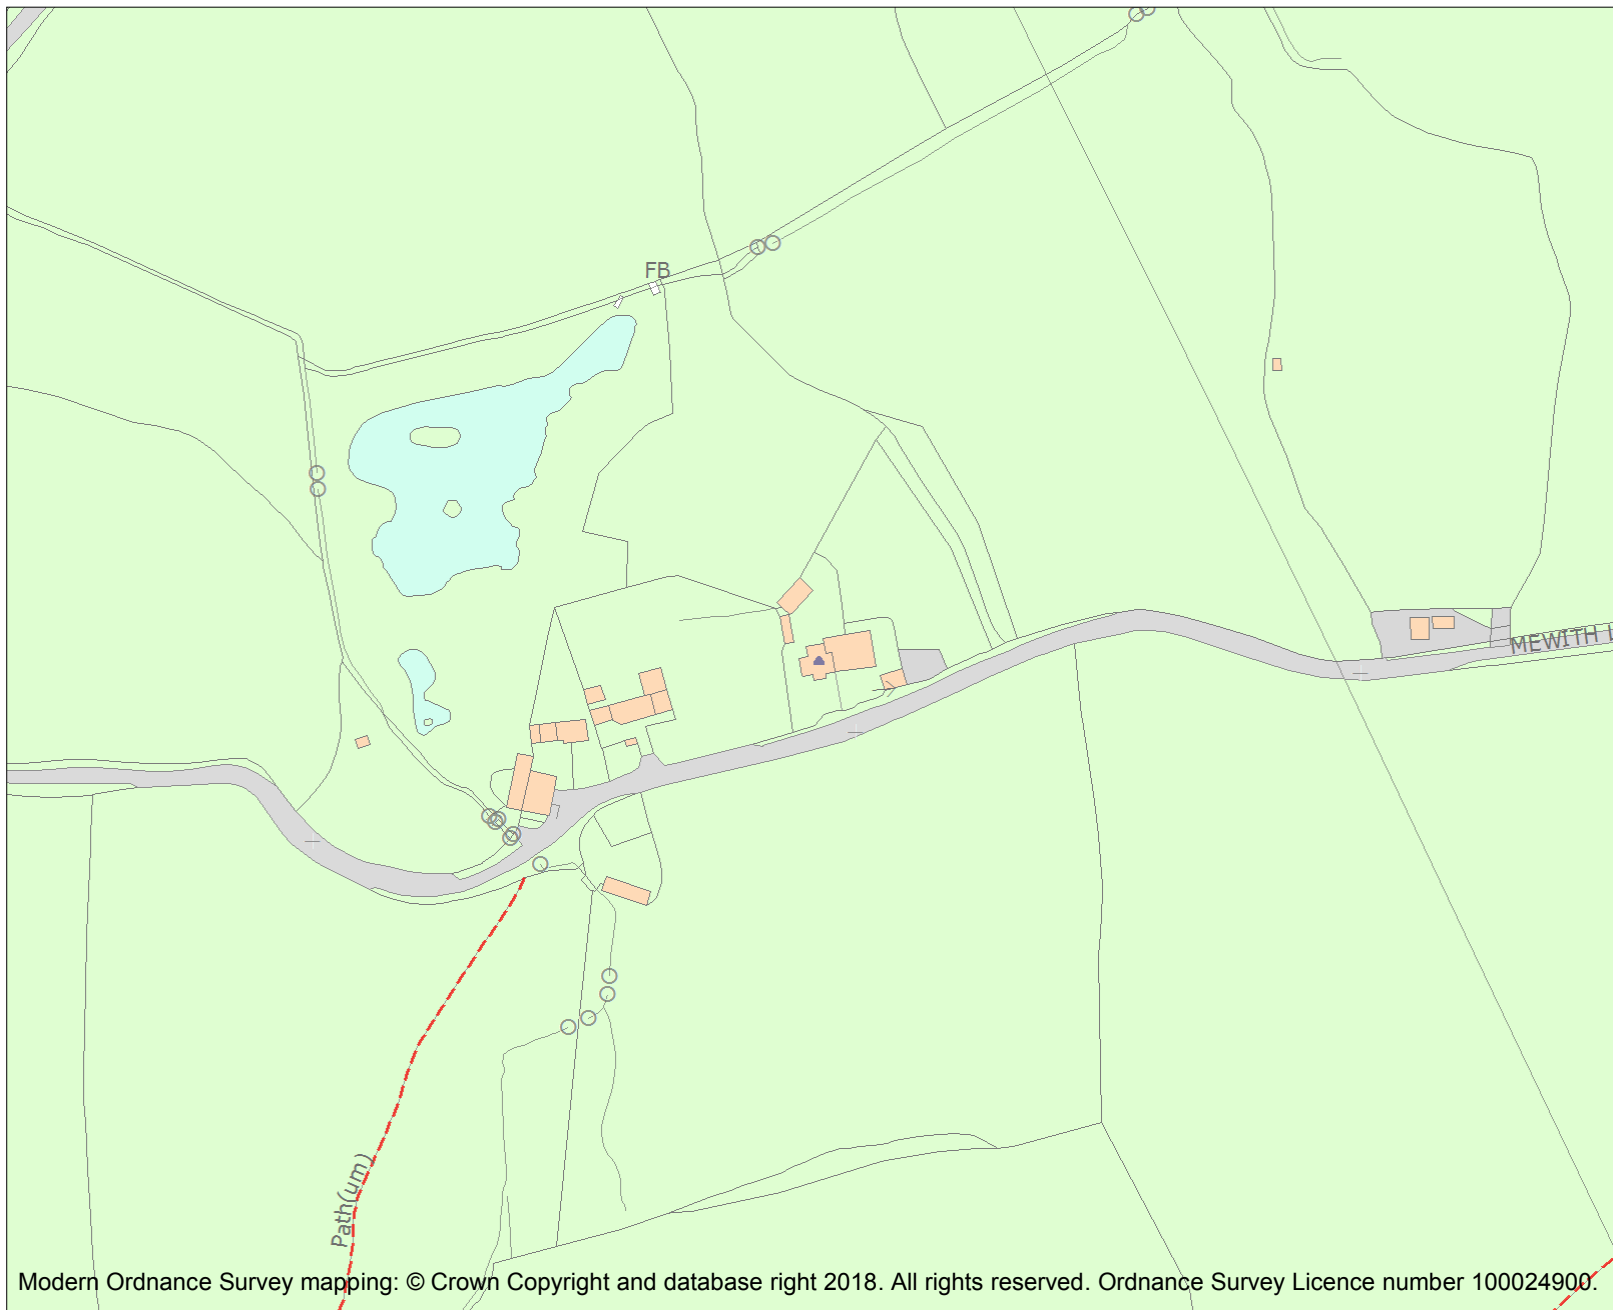 FB
MEWITH L
Path(um)
Modern Ordnance Survey mapping: © Crown Copyright and database right 2018. All rights reserved. Ordnance Survey Licence number 100024900.